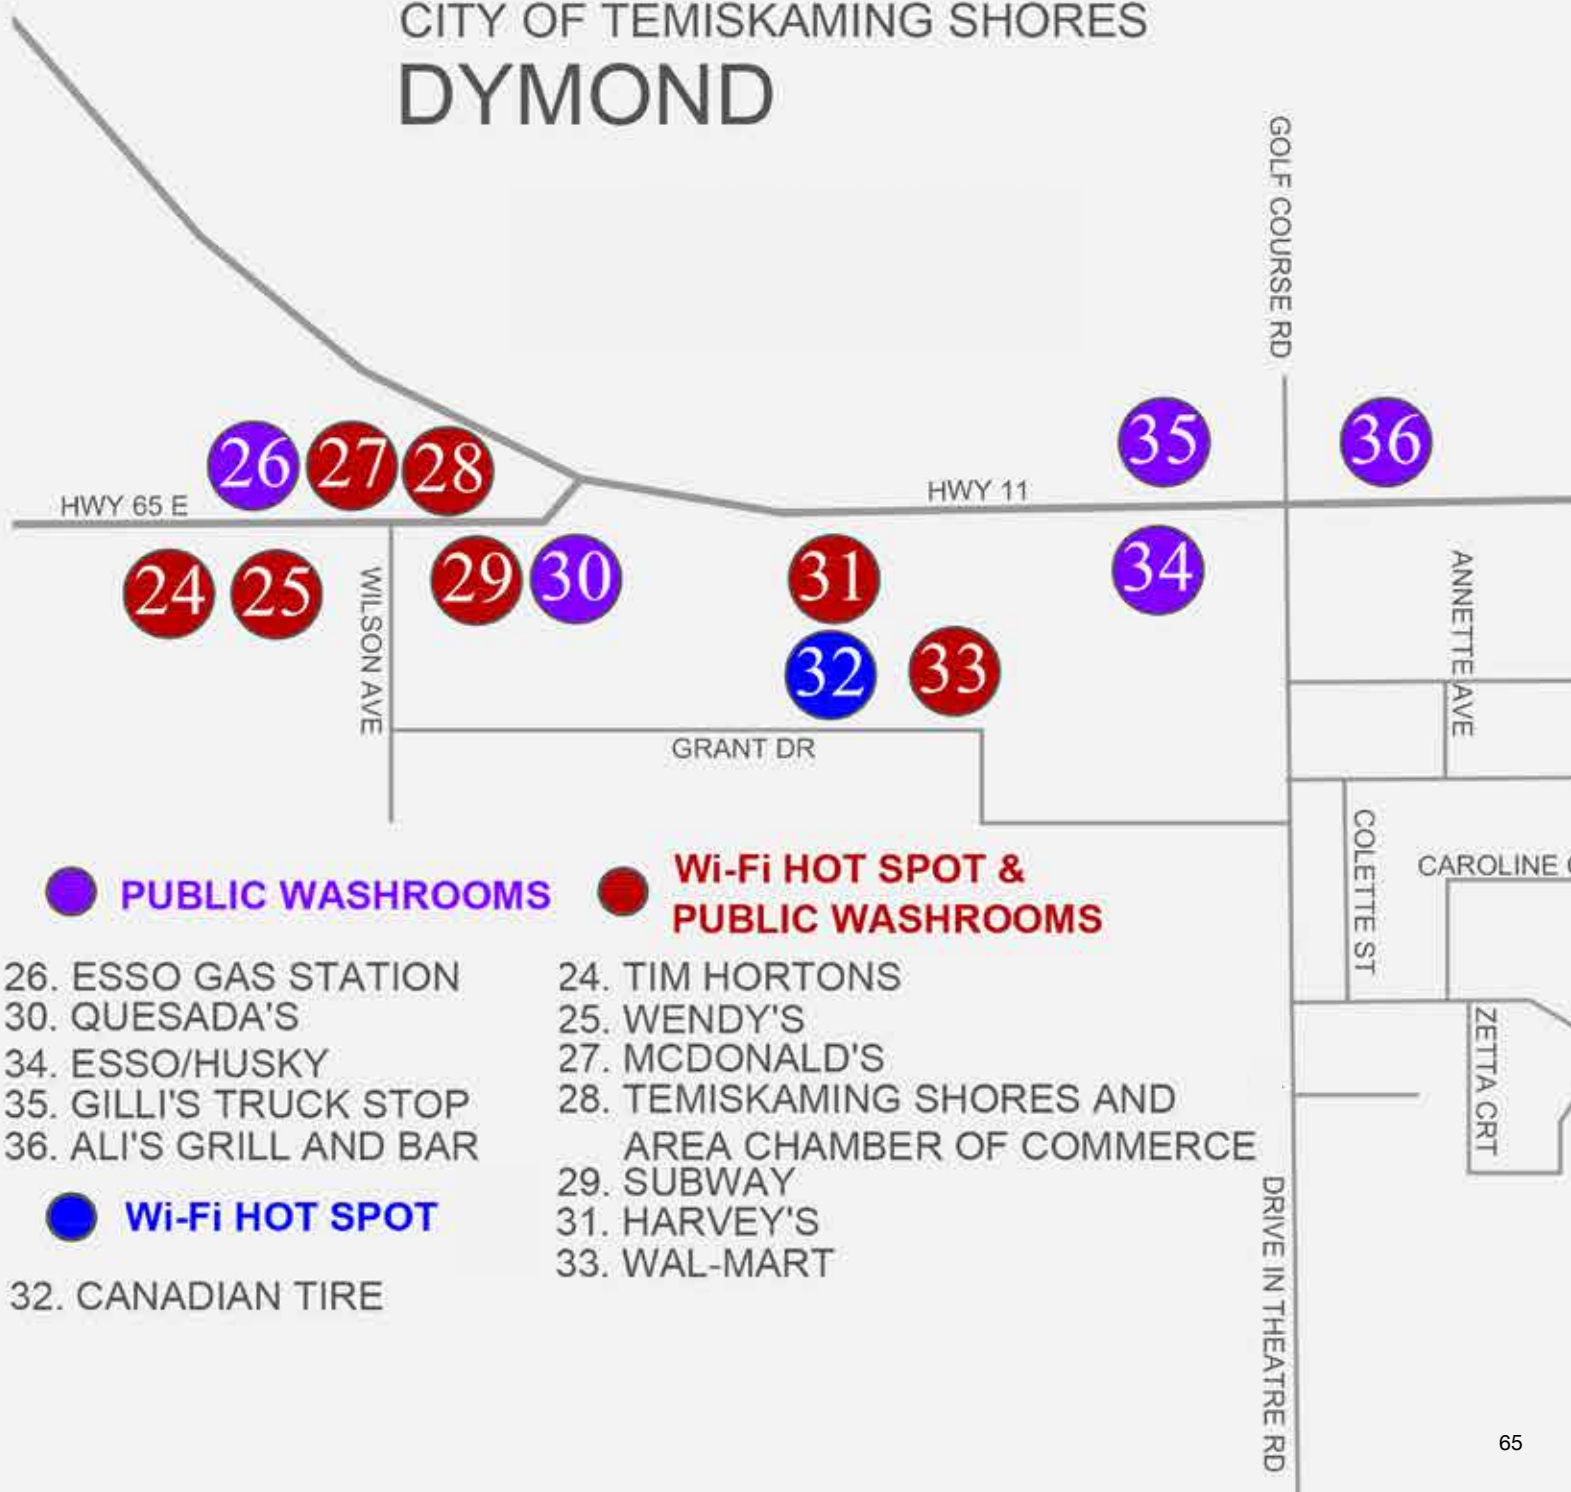 CITY OF TEMISKAMING SHORES
DYMOND
GOLF COURSE RD
35
36
26
27
28
HWY 65 E
HWY 11
24
25
WILSON AVE
29
30
31
34
ANNETTE AVE
32
33
GRANT DR
COLETTE ST
CAROLINE
ZETTA CRT
DRIVE IN THEATRE RD
PUBLIC WASHROOMS
26. ESSO GAS STATION
30. QUESADA'S
34. ESSO/HUSKY
35. GILLI'S TRUCK STOP
36. ALI'S GRILL AND BAR
Wi-Fi HOT SPOT
32. CANADIAN TIRE
Wi-Fi HOT SPOT &
PUBLIC WASHROOMS
24. TIM HORTONS
25. WENDY'S
27. MCDONALD'S
28. TEMISKAMING SHORES AND
AREA CHAMBER OF COMMERCE
29. SUBWAY
31. HARVEY'S
33. WAL-MART
65